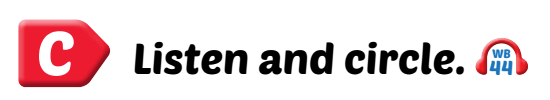 C Listen and circle. WB 44